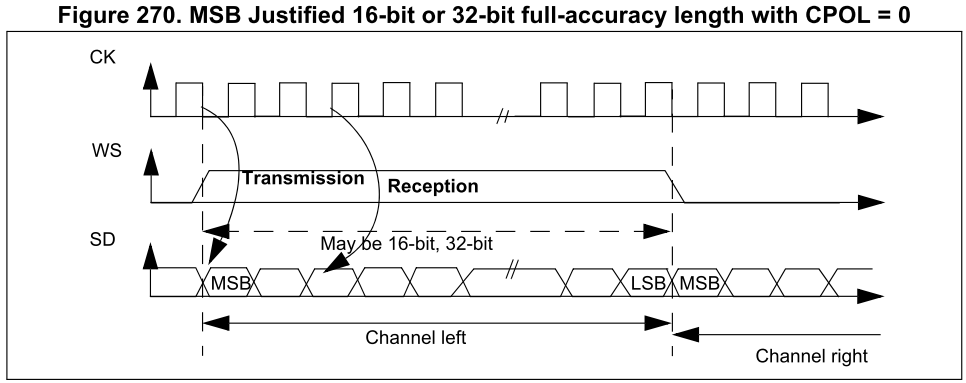 Figure 270. MSB Justified 16-bit or 32-bit full-accuracy length with CPOL = 0
CK
WS
Transmission
Reception
SD
May be 16-bit, 32-bit
MSB
LSB
MSB
Channel left
Channel right